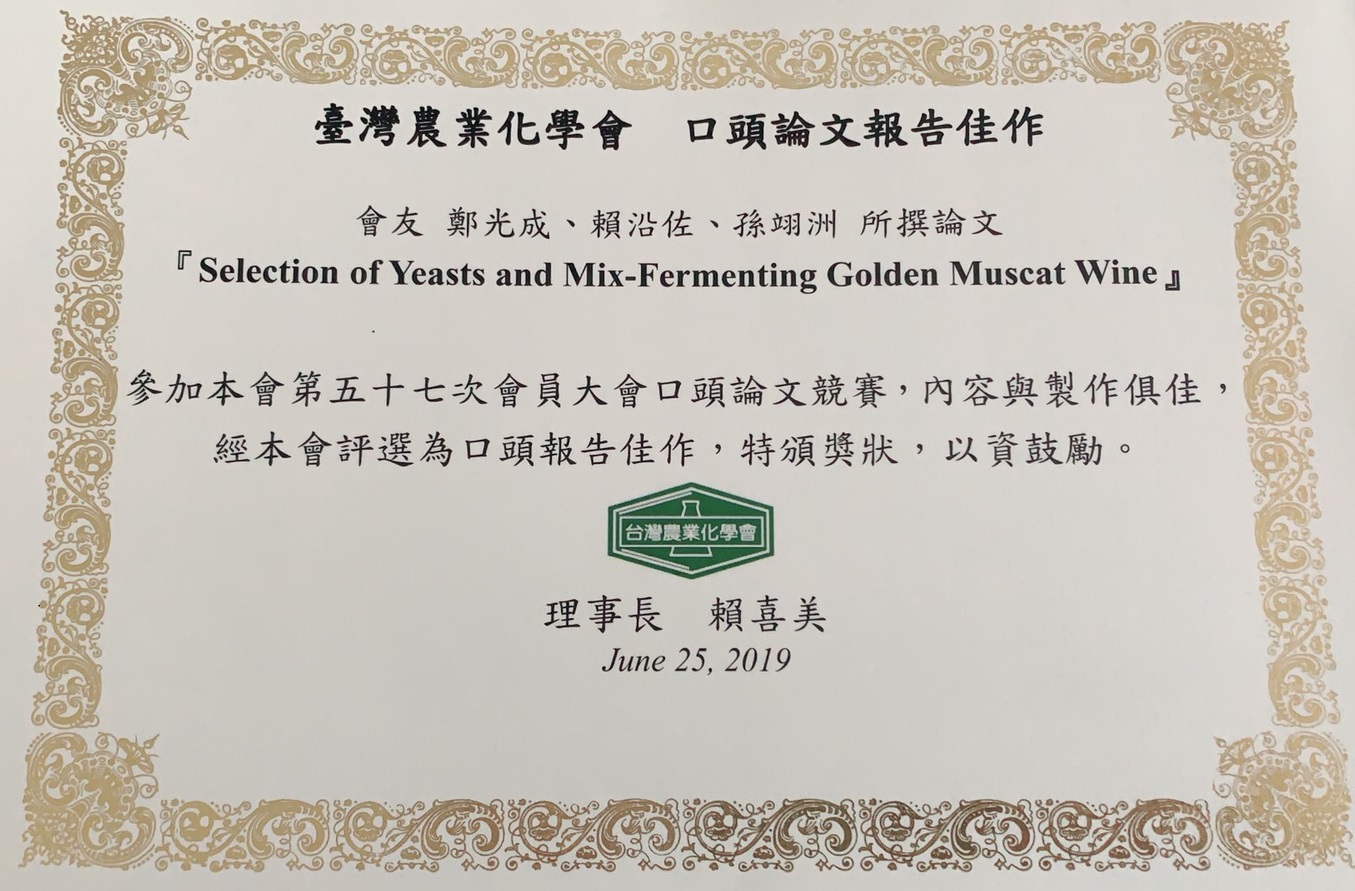 臺灣農業化學會　口頭論文報告佳作
會友 鄭光成、賴沿佐、孫翊洲 所撰論文
『Selection of Yeasts and Mix-Fermenting Golden Muscat Wine』
參加本會第五十七次會員大會口頭論文競賽，內容與製作俱佳，
經本會評選為口頭報告佳作，特頒獎狀，以資鼓勵。
台灣農業化學會
理事長　賴喜美
June 25, 2019